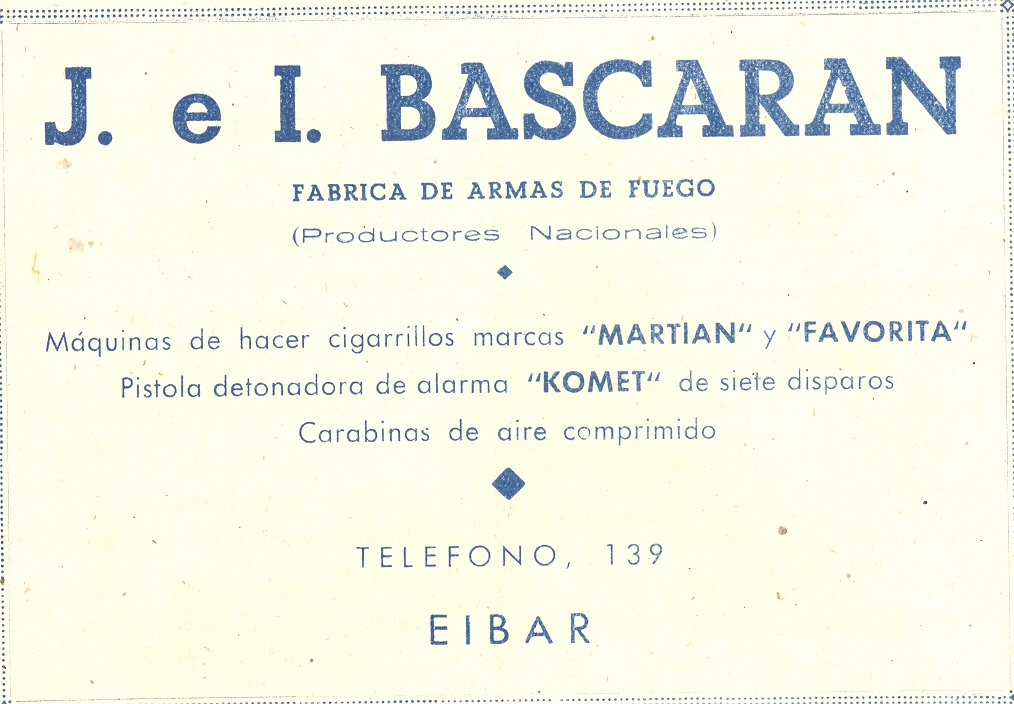 J. e I. BASCARAN
FABRICA DE ARMAS DE FUEGO
(Productores Nacionales)
Máquinas de hacer cigarrillos marcas "MARTIAN" y "FAVORITA"
Pistola detonadora de alarma "KOMET" de siete disparos
Carabinas de aire comprimido
TELEFONO, 139
EIBAR